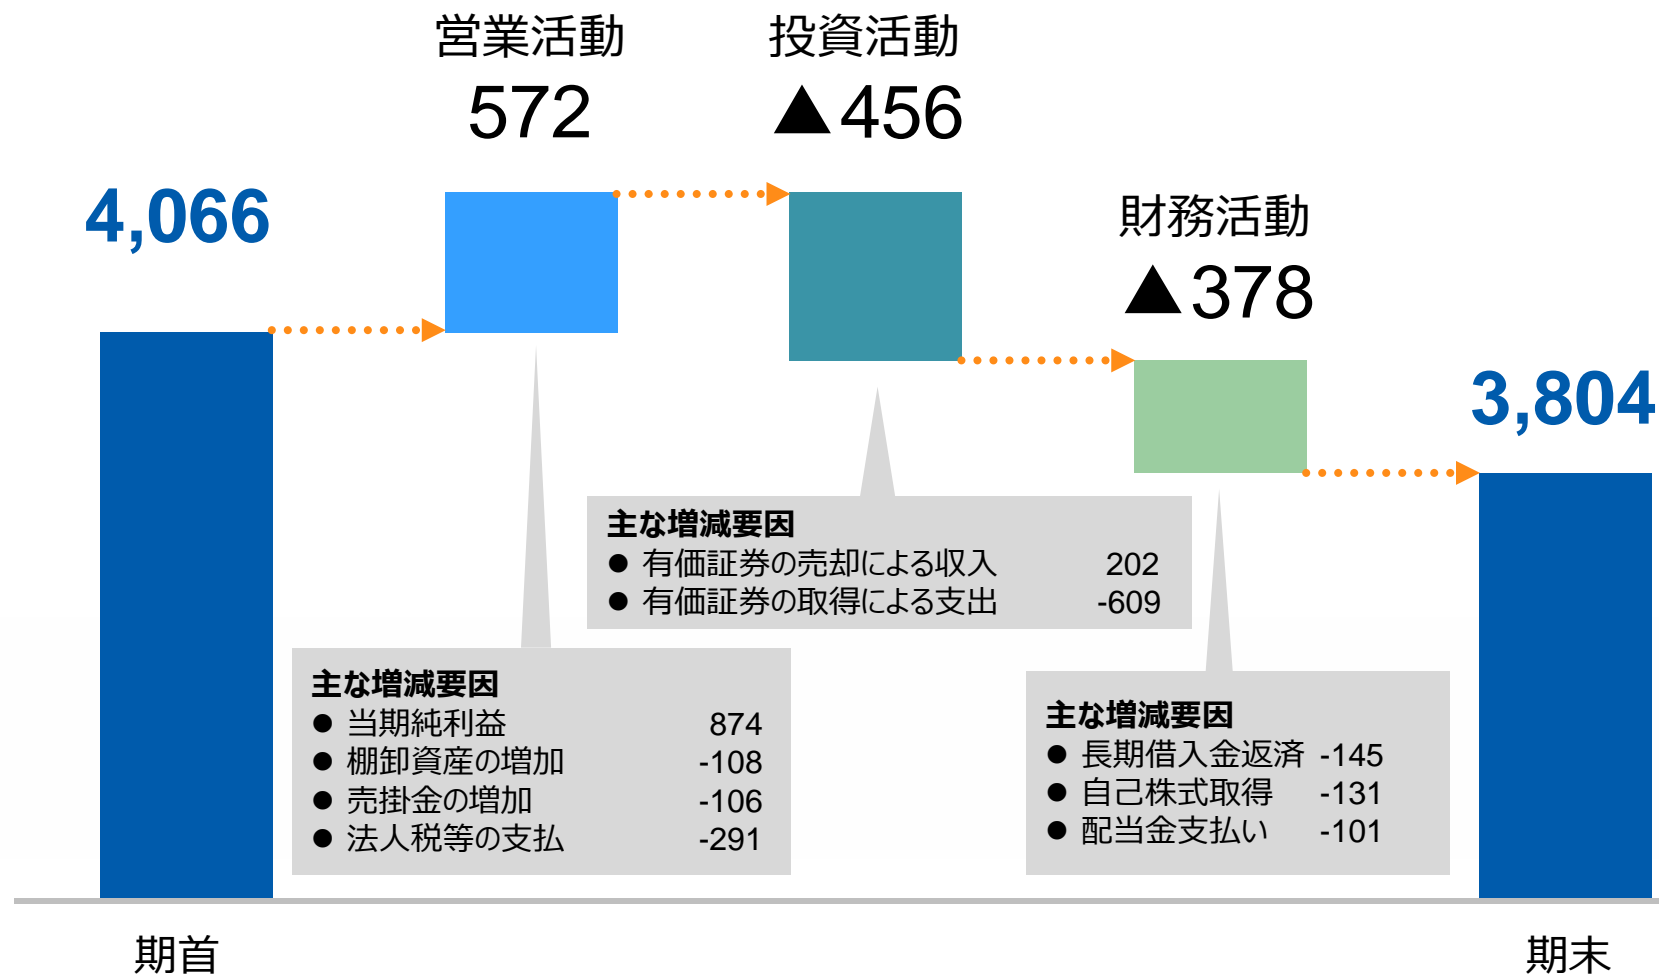 営業活動
572
投資活動
▲456
4,066
財務活動
▲378
3,804
主な増減要因
● 有価証券の売却による収入 202
● 有価証券の取得による支出 -609
主な増減要因
● 当期純利益 874
● 棚卸資産の増加 -108
● 売掛金の増加 -106
● 法人税等の支払 -291
主な増減要因
● 長期借入金返済 -145
● 自己株式取得 -131
● 配当金支払い -101
期首
期末